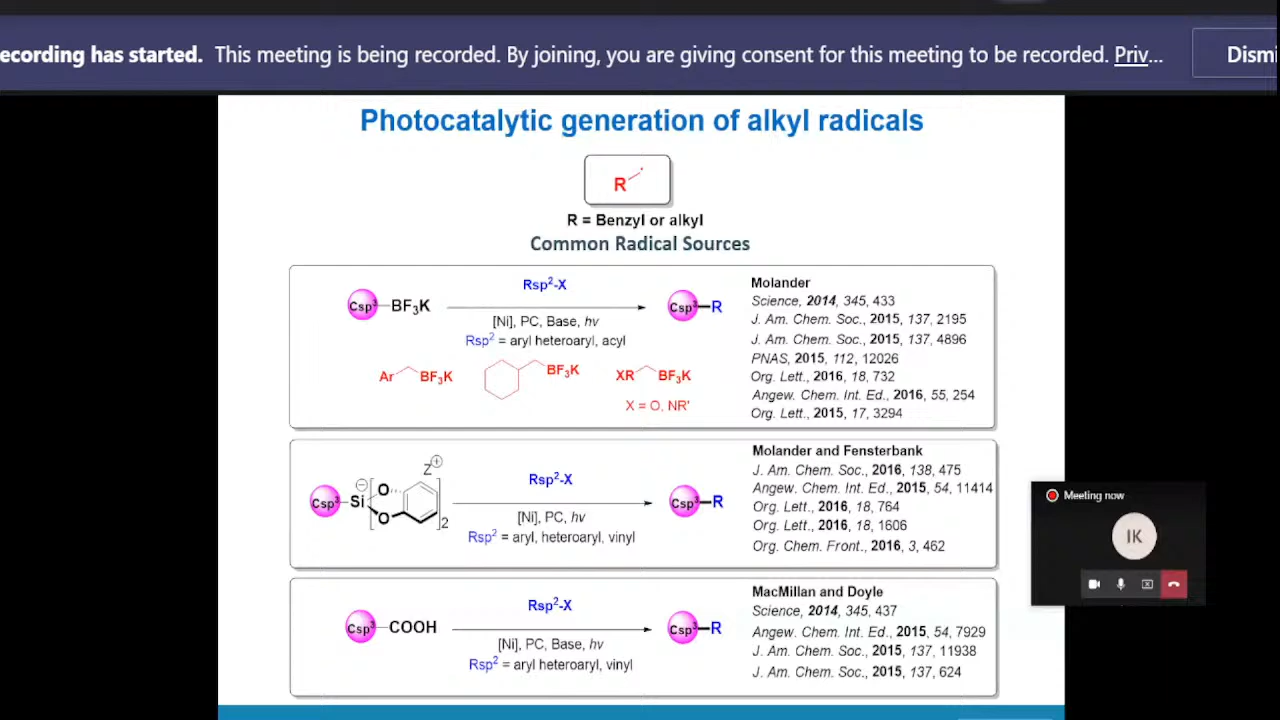 ecording has started. This meeting is being recorded. By joining, you are giving consent for this meeting to be recorded. Priv... Dismi
Photocatalytic generation of alkyl radicals
R
R = Benzyl or alkyl
Common Radical Sources
Csp³ BF₃K
Rsp²-X
[Ni], PC, Base, hv
Rsp² = aryl heteroaryl, acyl
Csp³ R
Ar BF₃K
BF₃K
XR BF₃K
X = O, NR'
Molander
Science, 2014, 345, 433
J. Am. Chem. Soc., 2015, 137, 2195
J. Am. Chem. Soc., 2015, 137, 4896
PNAS, 2015, 112, 12026
Org. Lett., 2016, 18, 732
Angew. Chem. Int. Ed., 2016, 55, 254
Org. Lett., 2015, 17, 3294
Z⊕
Csp³ ⊖ Si O O 2
Rsp²-X
[Ni], PC, hv
Rsp² = aryl, heteroaryl, vinyl
Csp³ R
Molander and Fensterbank
J. Am. Chem. Soc., 2016, 138, 475
Angew. Chem. Int. Ed., 2015, 54, 11414
Org. Lett., 2016, 18, 764
Org. Lett., 2016, 18, 1606
Org. Chem. Front., 2016, 3, 462
Meeting now
IK
Csp³ COOH
Rsp²-X
[Ni], PC, Base, hv
Rsp² = aryl heteroaryl, vinyl
Csp³ R
MacMillan and Doyle
Science, 2014, 345, 437
Angew. Chem. Int. Ed., 2015, 54, 7929
J. Am. Chem. Soc., 2015, 137, 11938
J. Am. Chem. Soc., 2015, 137, 624